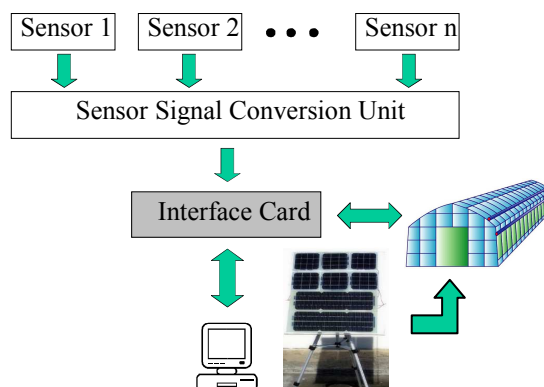 Sensor 1
Sensor 2
Sensor n
Sensor Signal Conversion Unit
Interface Card